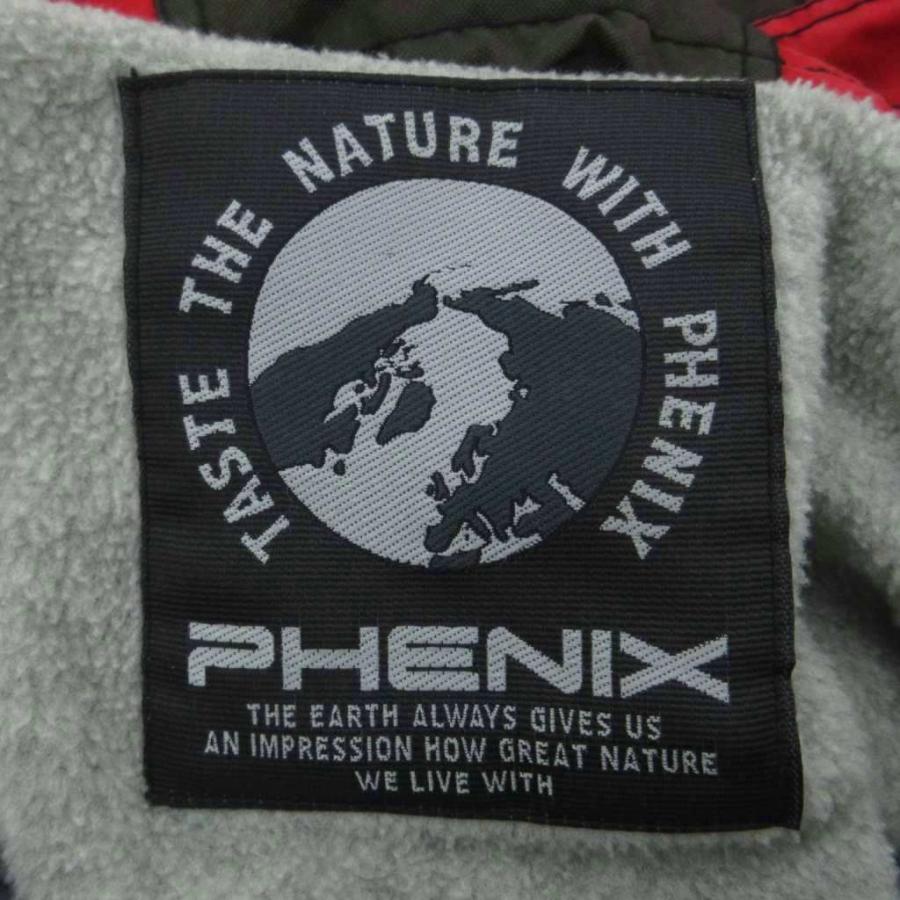 TASTE THE NATURE WITH PHENIX
PHENIX
THE EARTH ALWAYS GIVES US
AN IMPRESSION HOW GREAT NATURE
WE LIVE WITH